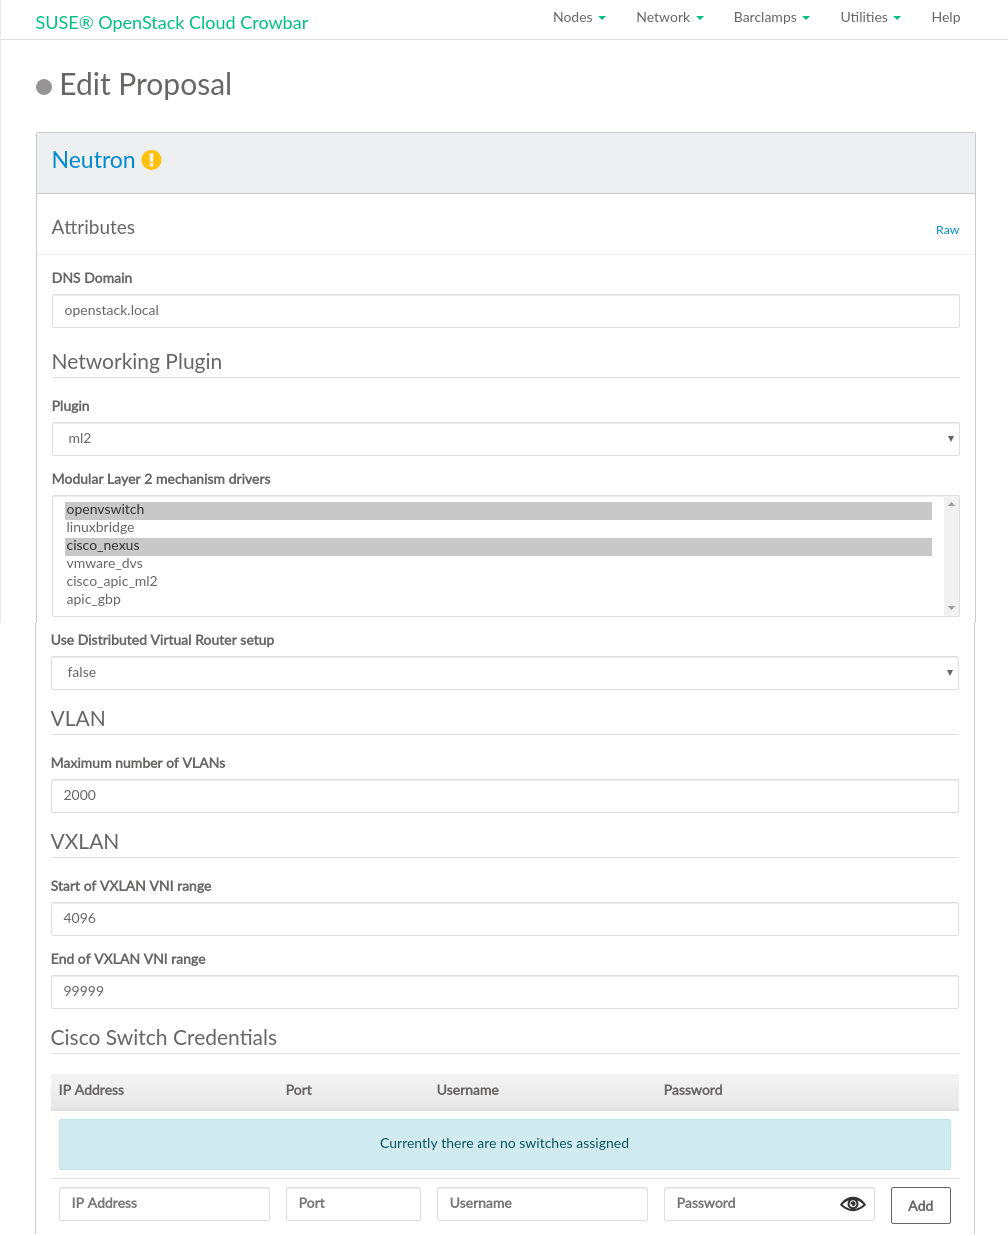 SUSE® OpenStack Cloud Crowbar Nodes Network Barclamps Utilities Help
Edit Proposal
Neutron
Attributes Raw
DNS Domain
openstack.local
Networking Plugin
Plugin
ml2
Modular Layer 2 mechanism drivers
openvswitch
linuxbridge
cisco_nexus
vmware_dvs
cisco_apic_ml2
apic_gbp
Use Distributed Virtual Router setup
false
VLAN
Maximum number of VLANs
2000
VXLAN
Start of VXLAN VNI range
4096
End of VXLAN VNI range
99999
Cisco Switch Credentials
IP Address Port Username Password
Currently there are no switches assigned
IP Address Port Username Password Add